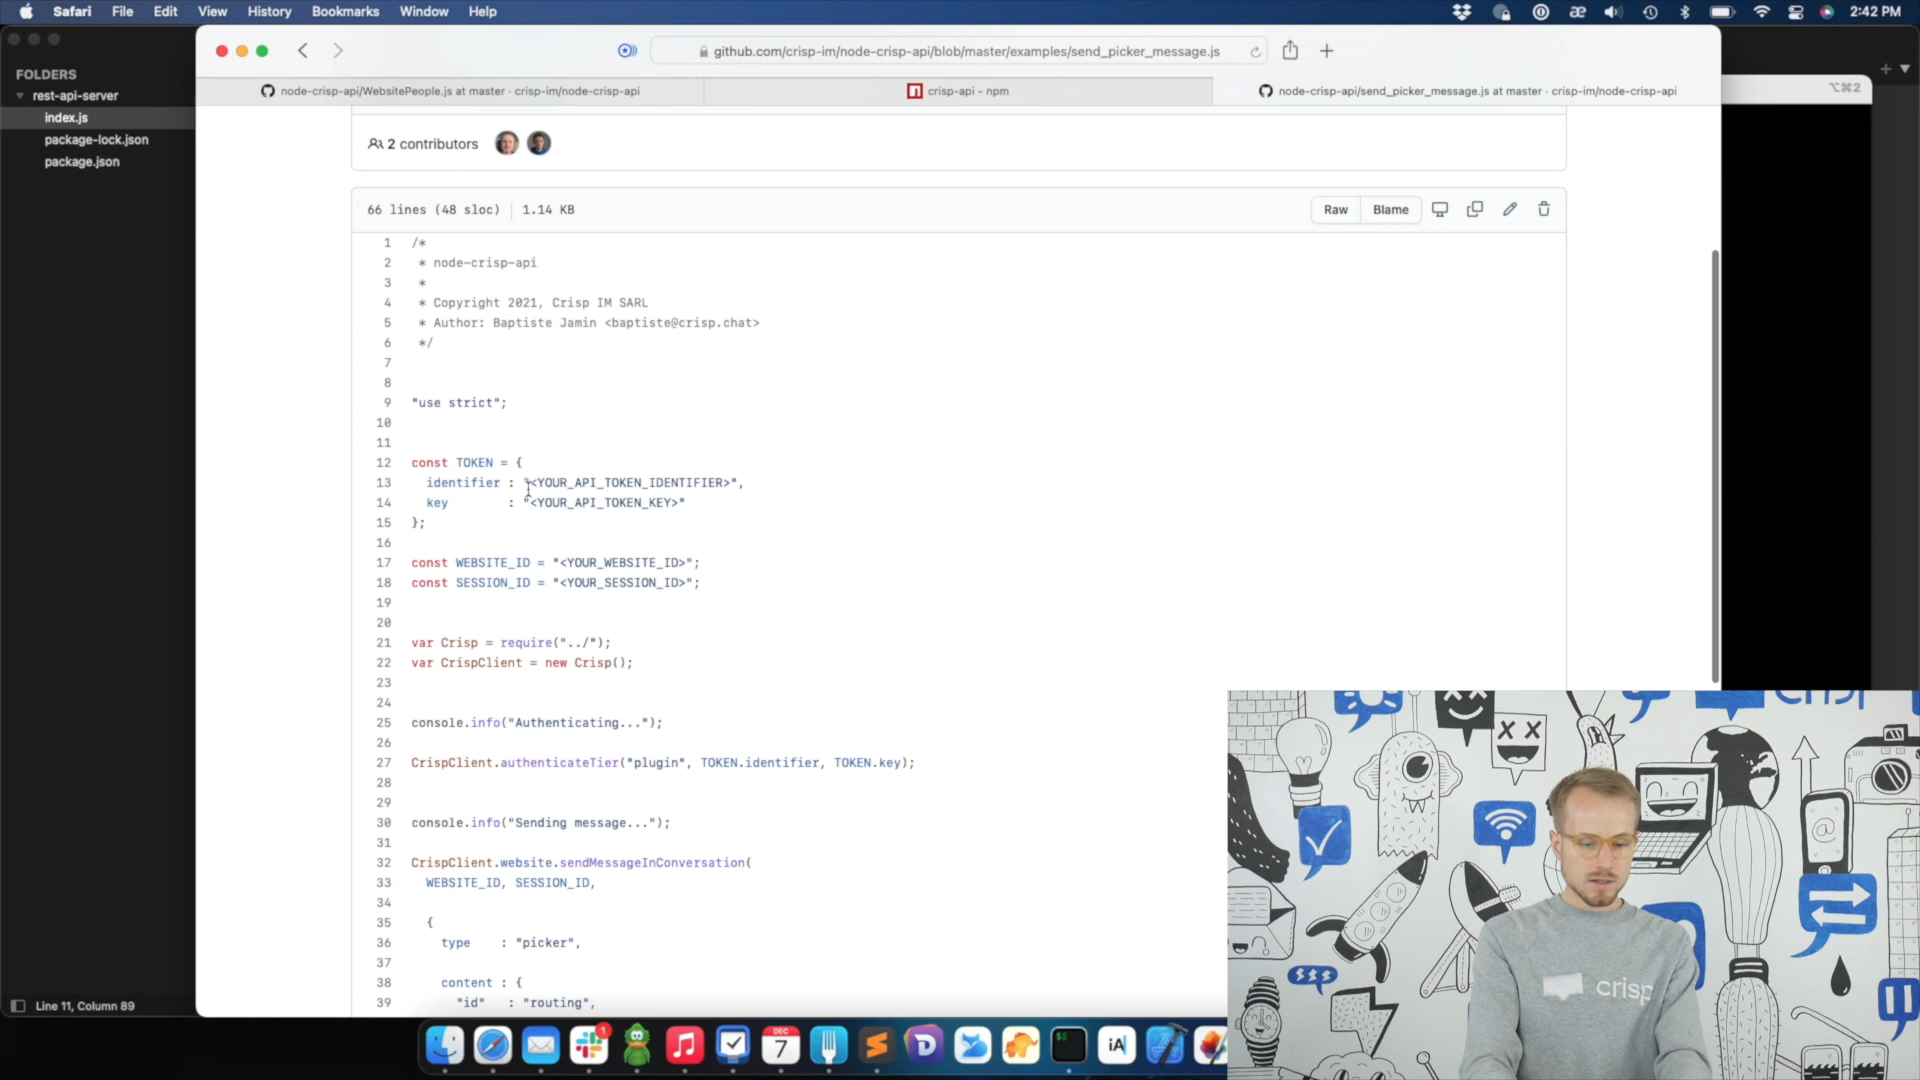 Safari File Edit View History Bookmarks Window Help
2:42 PM
FOLDERS
rest-api-server
index.js
package-lock.json
package.json
github.com/crisp-im/node-crisp-api/blob/master/examples/send_picker_message.js
node-crisp-api/WebsitePeople.js at master · crisp-im/node-crisp-api
crisp-api - npm
node-crisp-api/send_picker_message.js at master · crisp-im/node-crisp-api
⌥⌘2
2 contributors
66 lines (48 sloc) 1.14 KB
Raw Blame
1 /*
2 * node-crisp-api
3 *
4 * Copyright 2021, Crisp IM SARL
5 * Author: Baptiste Jamin <baptiste@crisp.chat>
6 */
7
8
9 "use strict";
10
11
12 const TOKEN = {
13 identifier : "<YOUR_API_TOKEN_IDENTIFIER>",
14 key : "<YOUR_API_TOKEN_KEY>"
15 };
16
17 const WEBSITE_ID = "<YOUR_WEBSITE_ID>";
18 const SESSION_ID = "<YOUR_SESSION_ID>";
19
20
21 var Crisp = require("../");
22 var CrispClient = new Crisp();
23
24
25 console.info("Authenticating...");
26
27 CrispClient.authenticateTier("plugin", TOKEN.identifier, TOKEN.key);
28
29
30 console.info("Sending message...");
31
32 CrispClient.website.sendMessageInConversation(
33 WEBSITE_ID, SESSION_ID,
34
35 {
36 type : "picker",
37
38 content : {
39 "id" : "routing",
Line 11, Column 89
1
DEC
7
iA
crisp
crisp